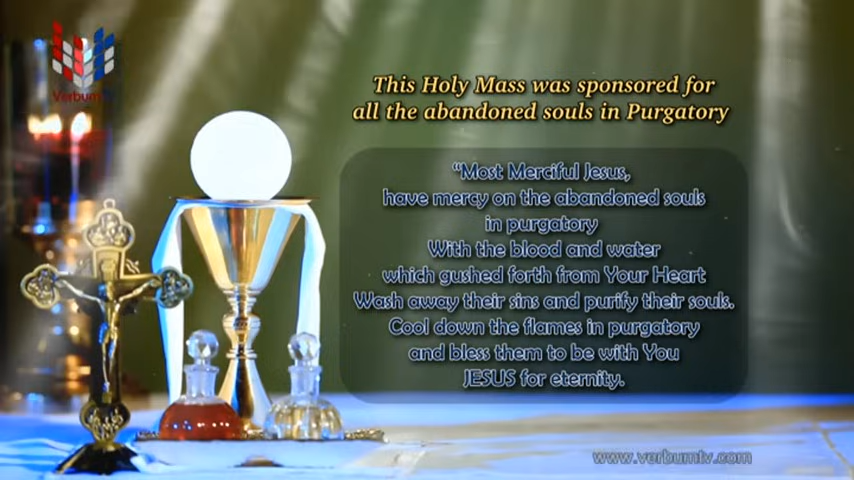 VerbumTV
This Holy Mass was sponsored for
all the abandoned souls in Purgatory
“Most Merciful Jesus,
have mercy on the abandoned souls
in purgatory
With the blood and water
which gushed forth from Your Heart
Wash away their sins and purify their souls.
Cool down the flames in purgatory
and bless them to be with You
JESUS for eternity.
www.verbumtv.com